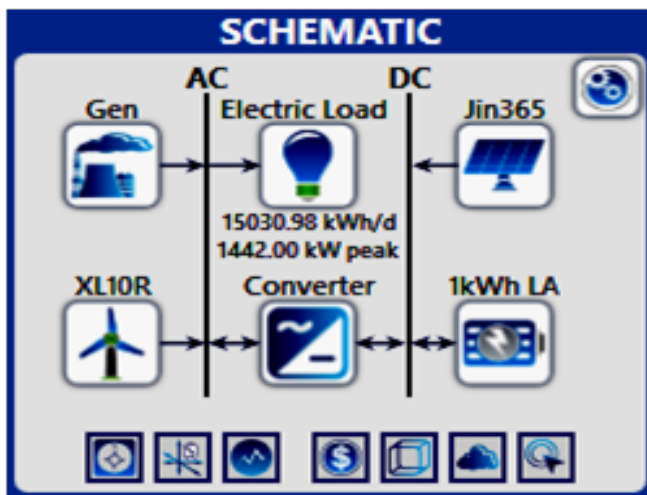 SCHEMATIC
AC
DC
Gen
Electric Load
Jin365
15030.98 kWh/d
1442.00 kW peak
XL10R
Converter
1kWh LA